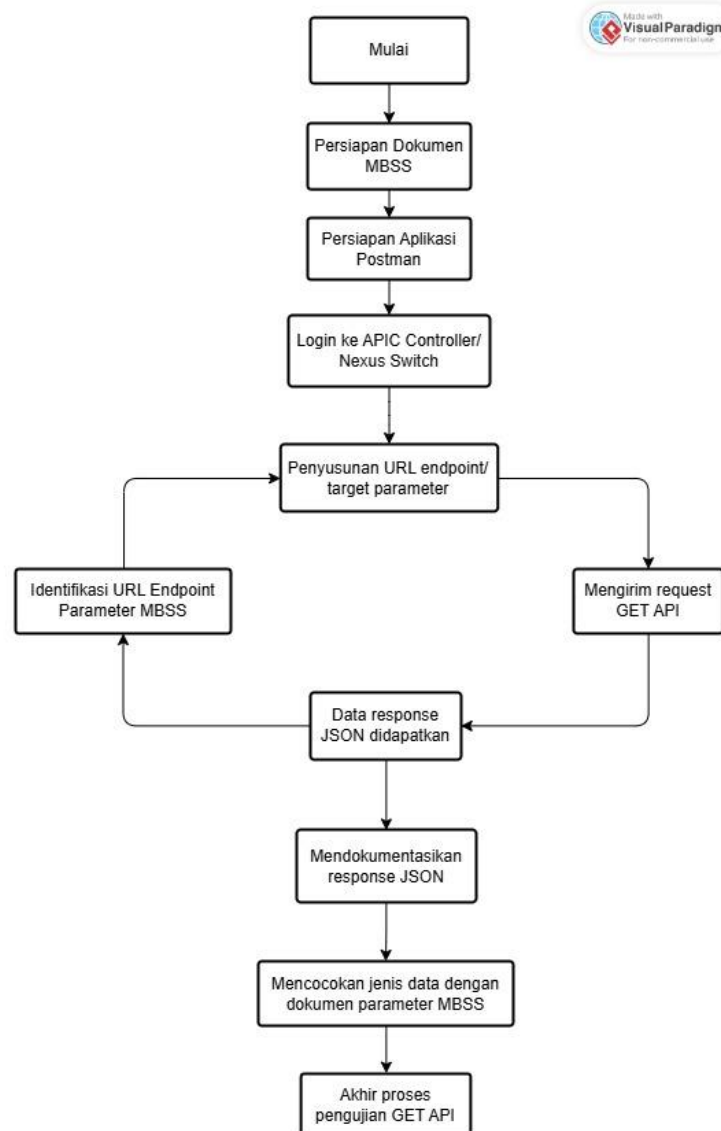 Made with
VisualParadigm
For non-commercial use
Mulai
Persiapan Dokumen
MBSS
Persiapan Aplikasi
Postman
Login ke APIC Controller/
Nexus Switch
Penyusunan URL endpoint/
target parameter
Identifikasi URL Endpoint
Parameter MBSS
Mengirim request
GET API
Data response
JSON didapatkan
Mendokumentasikan
response JSON
Mencocokan jenis data dengan
dokumen parameter MBSS
Akhir proses
pengujian GET API